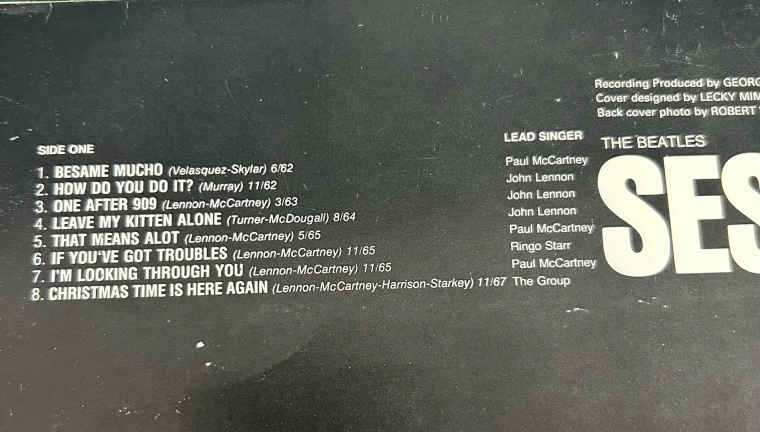 Recording Produced by GEORG
Cover designed by LECKY MIM
Back cover photo by ROBERT
SIDE ONE
LEAD SINGER
THE BEATLES
SES
1. BESAME MUCHO (Velasquez-Skylar) 6/62 Paul McCartney
2. HOW DO YOU DO IT? (Murray) 11/62 John Lennon
3. ONE AFTER 909 (Lennon-McCartney) 3/63 John Lennon
4. LEAVE MY KITTEN ALONE (Turner-McDougall) 8/64 John Lennon
5. THAT MEANS ALOT (Lennon-McCartney) 5/65 Paul McCartney
6. IF YOU'VE GOT TROUBLES (Lennon-McCartney) 11/65 Ringo Starr
7. I'M LOOKING THROUGH YOU (Lennon-McCartney) 11/65 Paul McCartney
8. CHRISTMAS TIME IS HERE AGAIN (Lennon-McCartney-Harrison-Starkey) 11/67 The Group